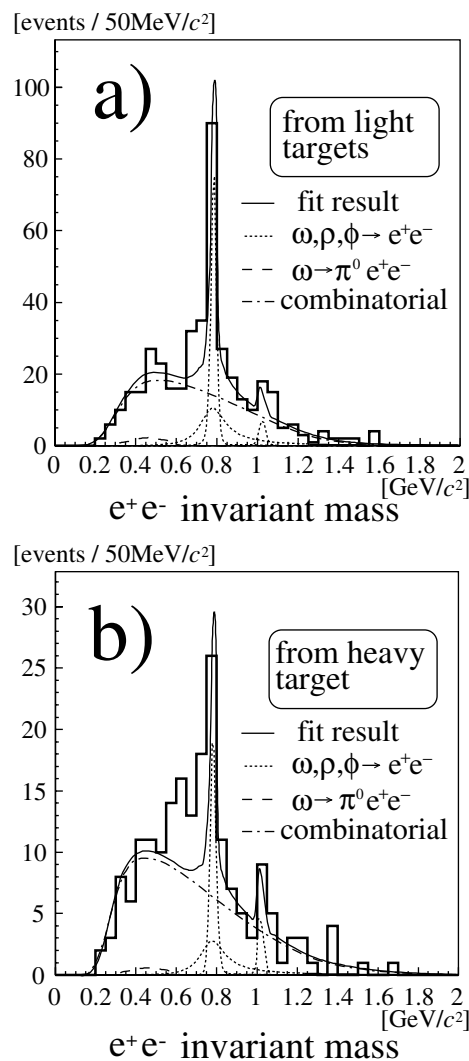 [events / 50MeV/c²]
100
80
60
40
20
0
a)
from light
targets
fit result
ω,ρ,ϕ→ e⁺e⁻
ω→π⁰ e⁺e⁻
combinatorial
0 0.2 0.4 0.6 0.8 1 1.2 1.4 1.6 1.8 2
[GeV/c²]
e⁺e⁻ invariant mass
[events / 50MeV/c²]
30
25
20
15
10
5
0
b)
from heavy
target
fit result
ω,ρ,ϕ→ e⁺e⁻
ω→π⁰ e⁺e⁻
combinatorial
0 0.2 0.4 0.6 0.8 1 1.2 1.4 1.6 1.8 2
[GeV/c²]
e⁺e⁻ invariant mass